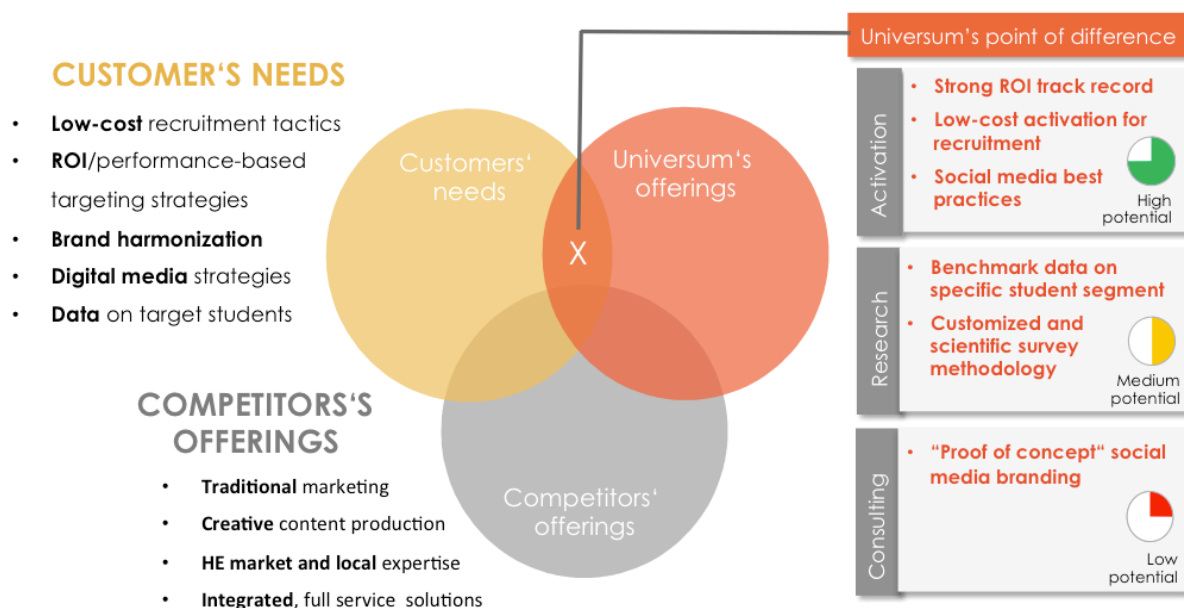 CUSTOMER‘S NEEDS
• Low-cost recruitment tactics
• ROI/performance-based
targeting strategies
• Brand harmonization
• Digital media strategies
• Data on target students
COMPETITORS‘S
OFFERINGS
• Traditional marketing
• Creative content production
• HE market and local expertise
• Integrated, full service solutions
Customers‘
needs
Universum‘s
offerings
X
Competitors‘
offerings
Universum’s point of difference
Activation
• Strong ROI track record
• Low-cost activation for
recruitment
• Social media best
practices
High
potential
Research
• Benchmark data on
specific student segment
• Customized and
scientific survey
methodology
Medium
potential
Consulting
• “Proof of concept“ social
media branding
Low
potential